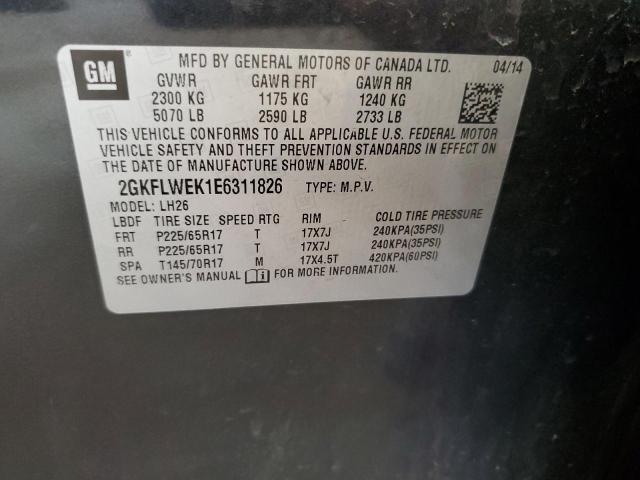 GM ® MFD BY GENERAL MOTORS OF CANADA LTD. 04/14
GVWR GAWR FRT GAWR RR
2300 KG 1175 KG 1240 KG
5070 LB 2590 LB 2733 LB
THIS VEHICLE CONFORMS TO ALL APPLICABLE U.S. FEDERAL MOTOR
VEHICLE SAFETY AND THEFT PREVENTION STANDARDS IN EFFECT ON
THE DATE OF MANUFACTURE SHOWN ABOVE.
2GKFLWEK1E6311826 TYPE: M.P.V.
MODEL: LH26
LBDF TIRE SIZE SPEED RTG RIM COLD TIRE PRESSURE
FRT P225/65R17 T 17X7J 240KPA(35PSI)
RR P225/65R17 T 17X7J 240KPA(35PSI)
SPA T145/70R17 M 17X4.5T 420KPA(60PSI)
SEE OWNER'S MANUAL FOR MORE INFORMATION.